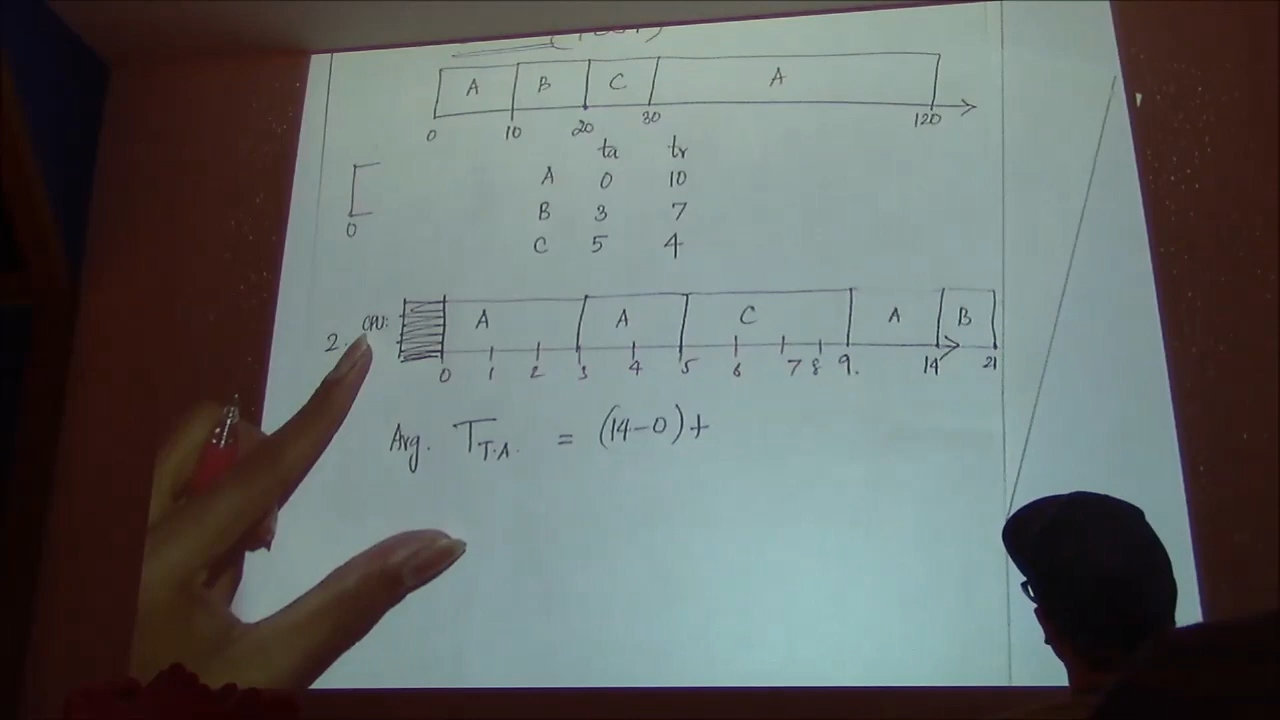 A B C A
0 10 20 30 120
ta tr
A 0 10
B 3 7
0
C 5 4
2. CPU: A A C A B
0 1 2 3 4 5 6 7 8 9. 14 21
Avg. T T.A. = (14-0)+